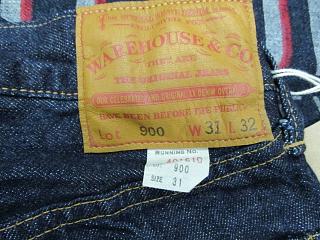 WAREHOUSE & CO.
THEY ARE
THE ORIGINAL JEANS
OUR CELEBRATED AND ORIGINAL DENIM OVERALLS
HAVE BEEN BEFORE THE PUBLIC
Lot 900 W 31 L 32
RUNNING NO.
900
SIZE 31